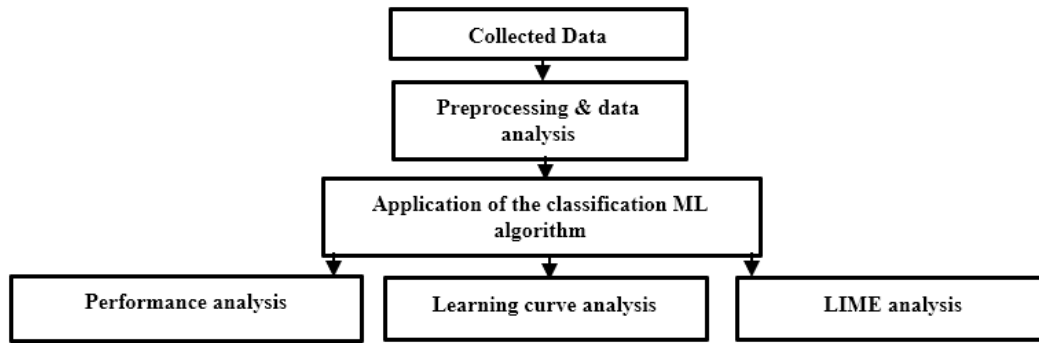 Collected Data
Preprocessing & data
analysis
Application of the classification ML
algorithm
Performance analysis
Learning curve analysis
LIME analysis